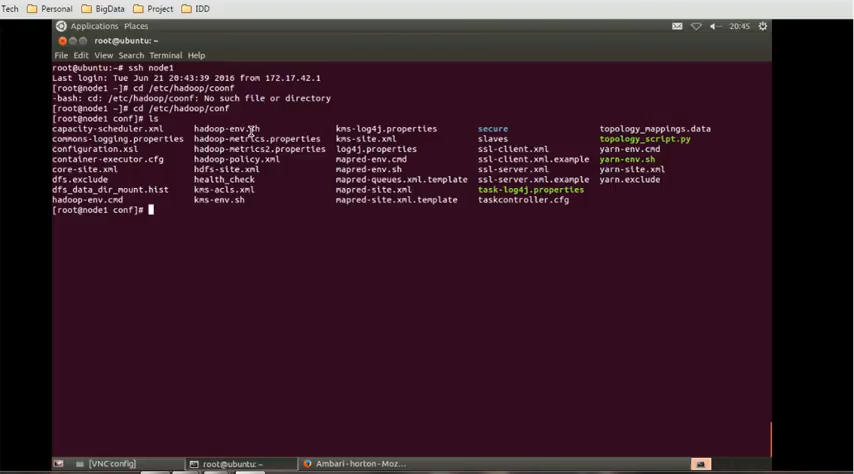 Tech Personal BigData Project IDD
Applications Places 20:45
root@ubuntu: ~
File Edit View Search Terminal Help
root@ubuntu:~# ssh node1
Last login: Tue Jun 21 20:43:39 2016 from 172.17.42.1
[root@node1 ~]# cd /etc/hadoop/coonf
-bash: cd: /etc/hadoop/coonf: No such file or directory
[root@node1 ~]# cd /etc/hadoop/conf
[root@node1 conf]# ls
capacity-scheduler.xml hadoop-env.sh kms-log4j.properties secure topology_mappings.data
commons-logging.properties hadoop-metrics.properties kms-site.xml slaves topology_script.py
configuration.xsl hadoop-metrics2.properties log4j.properties ssl-client.xml yarn-env.cmd
container-executor.cfg hadoop-policy.xml mapred-env.cmd ssl-client.xml.example yarn-env.sh
core-site.xml hdfs-site.xml mapred-env.sh ssl-server.xml yarn-site.xml
dfs.exclude health_check mapred-queues.xml.template ssl-server.xml.example yarn.exclude
dfs_data_dir_mount.hist kms-acls.xml mapred-site.xml task-log4j.properties
hadoop-env.cmd kms-env.sh mapred-site.xml.template taskcontroller.cfg
[root@node1 conf]#
[VNC config] root@ubuntu: ~ Ambari - horton - Moz...